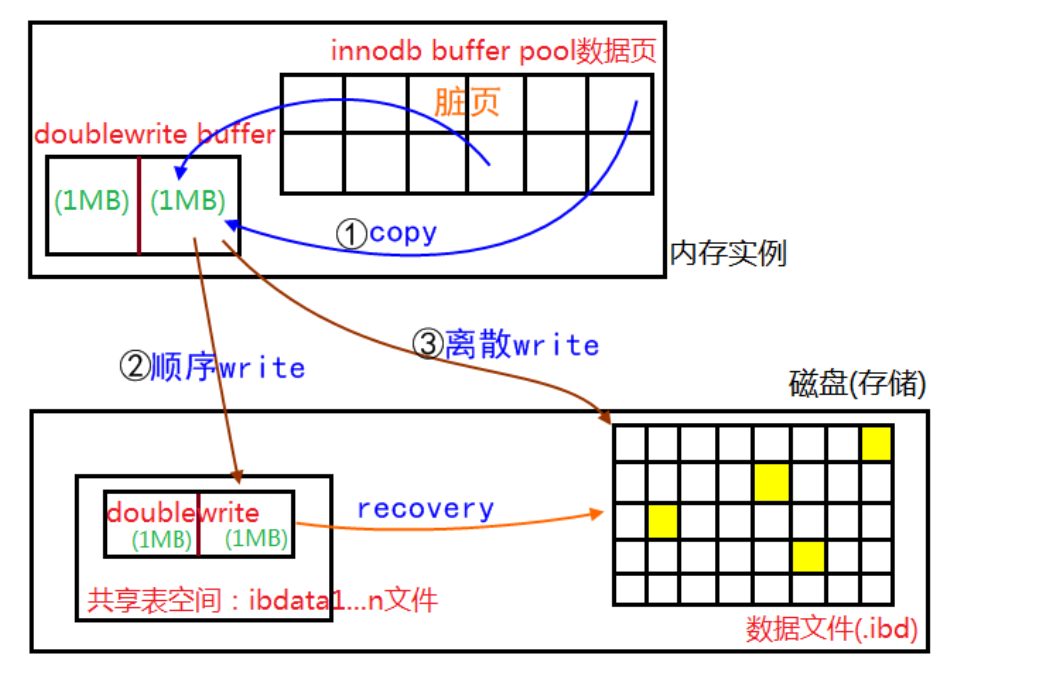 innodb buffer pool数据页
脏页
doublewrite buffer
(1MB)
(1MB)
①copy
内存实例
③离散write
②顺序write
磁盘(存储)
doublewrite
(1MB)
(1MB)
recovery
共享表空间：ibdata1...n文件
数据文件(.ibd)